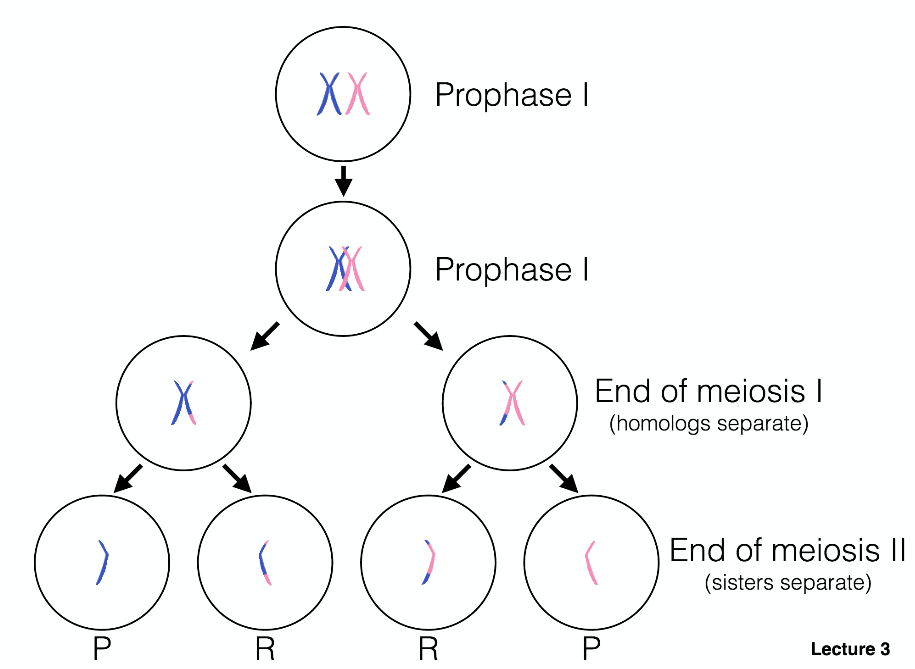 Prophase I
Prophase I
End of meiosis I
(homologs separate)
End of meiosis II
(sisters separate)
P R R P
Lecture 3